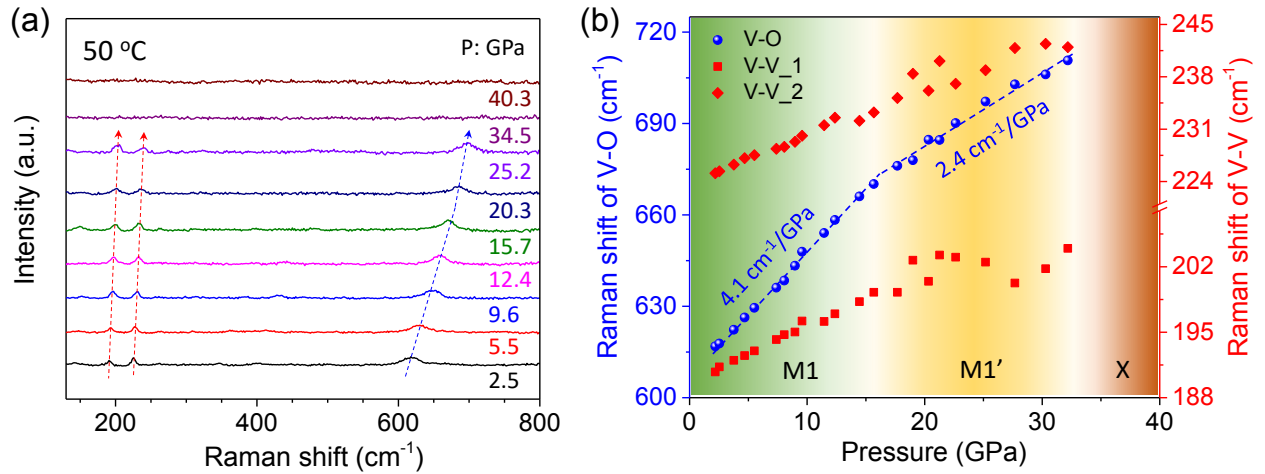 (a)
50 °C
P: GPa
40.3
34.5
25.2
20.3
15.7
12.4
9.6
5.5
2.5
Intensity (a.u.)
200 400 600 800
Raman shift (cm⁻¹)
(b)
V-O
V-V_1
V-V_2
4.1 cm⁻¹/GPa
2.4 cm⁻¹/GPa
M1
M1’
X
Raman shift of V-O (cm⁻¹)
720
690
660
630
600
Raman shift of V-V (cm⁻¹)
245
238
231
224
202
195
188
0 10 20 30 40
Pressure (GPa)